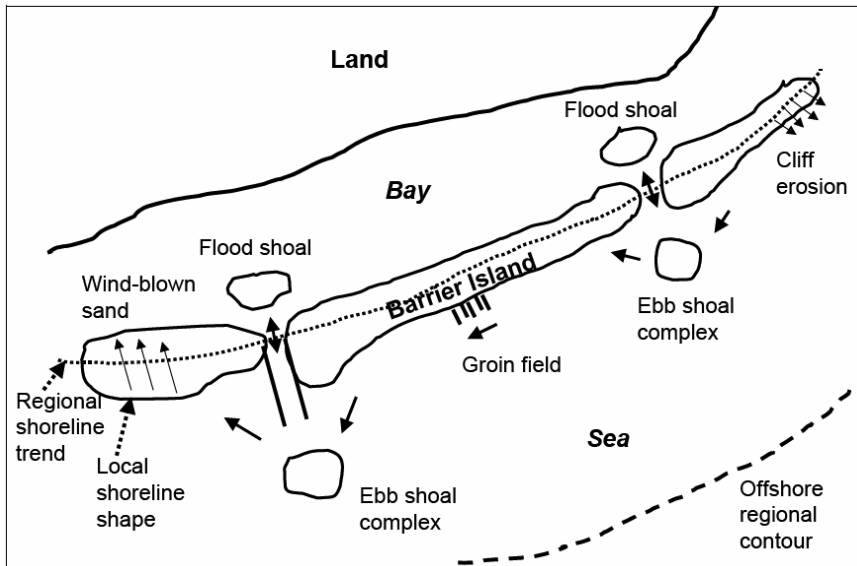 Land
Flood shoal
Cliff
erosion
Bay
Flood shoal
Wind-blown
sand
Barrier Island
Ebb shoal
complex
Groin field
Regional
shoreline
trend
Local
shoreline
shape
Sea
Ebb shoal
complex
Offshore
regional
contour